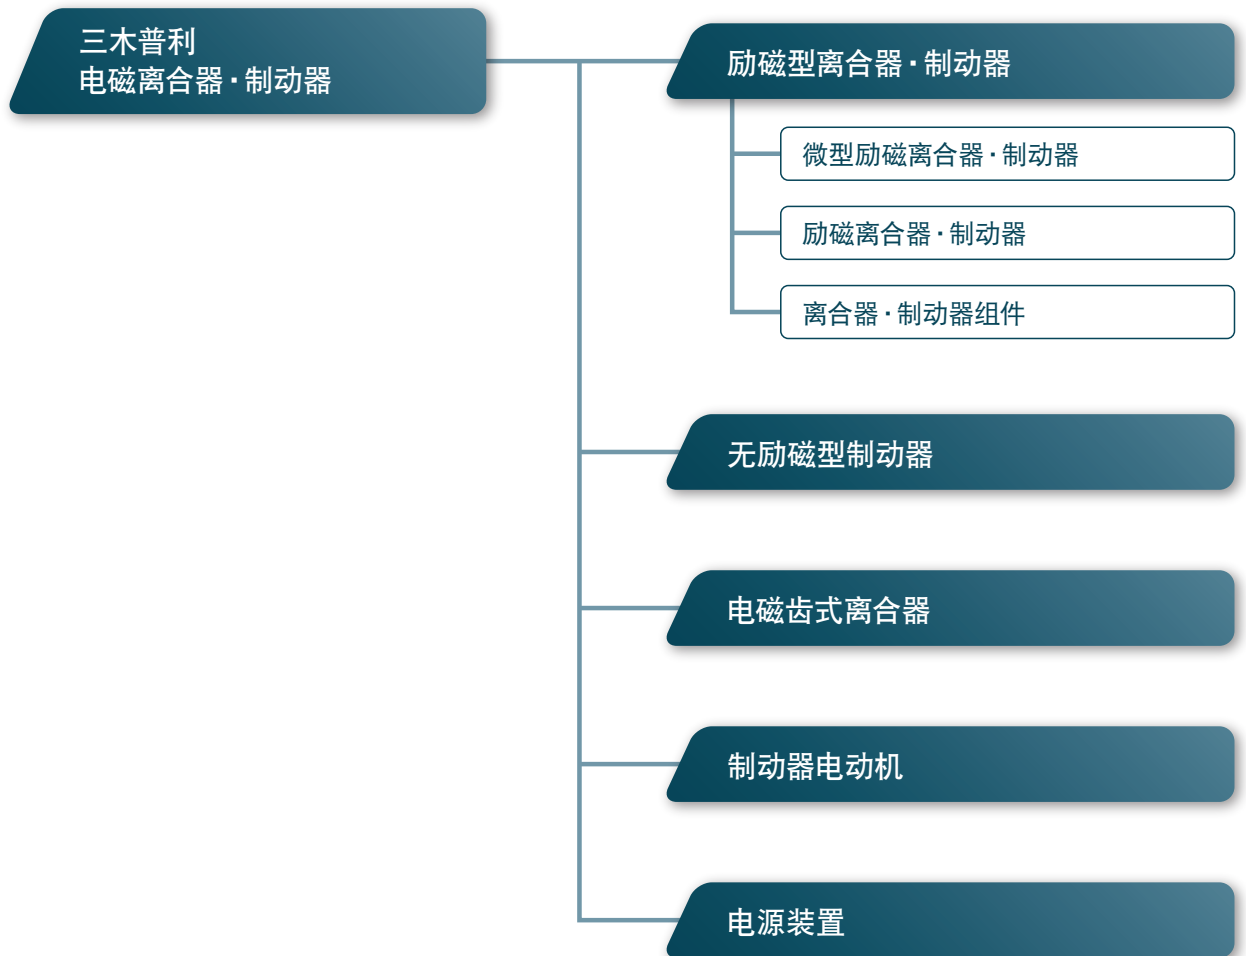 三木普利
电磁离合器·制动器
励磁型离合器·制动器
微型励磁离合器·制动器
励磁离合器·制动器
离合器·制动器组件
无励磁型制动器
电磁齿式离合器
制动器电动机
电源装置